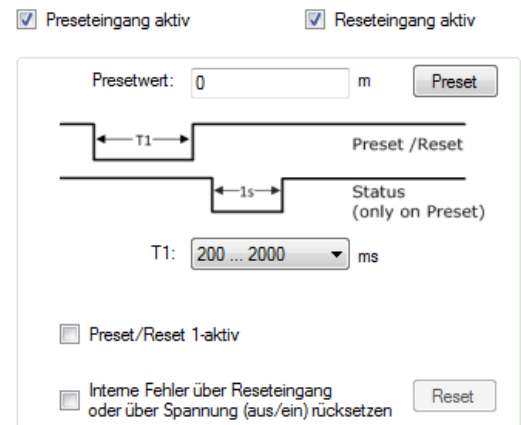 Preseteingang aktiv Reseteingang aktiv
Presetwert: 0 m Preset
T1 Preset /Reset
1s Status
(only on Preset)
T1: 200 ... 2000 ms
Preset/Reset 1-aktiv
Interne Fehler über Reseteingang
oder über Spannung (aus/ein) rücksetzen Reset